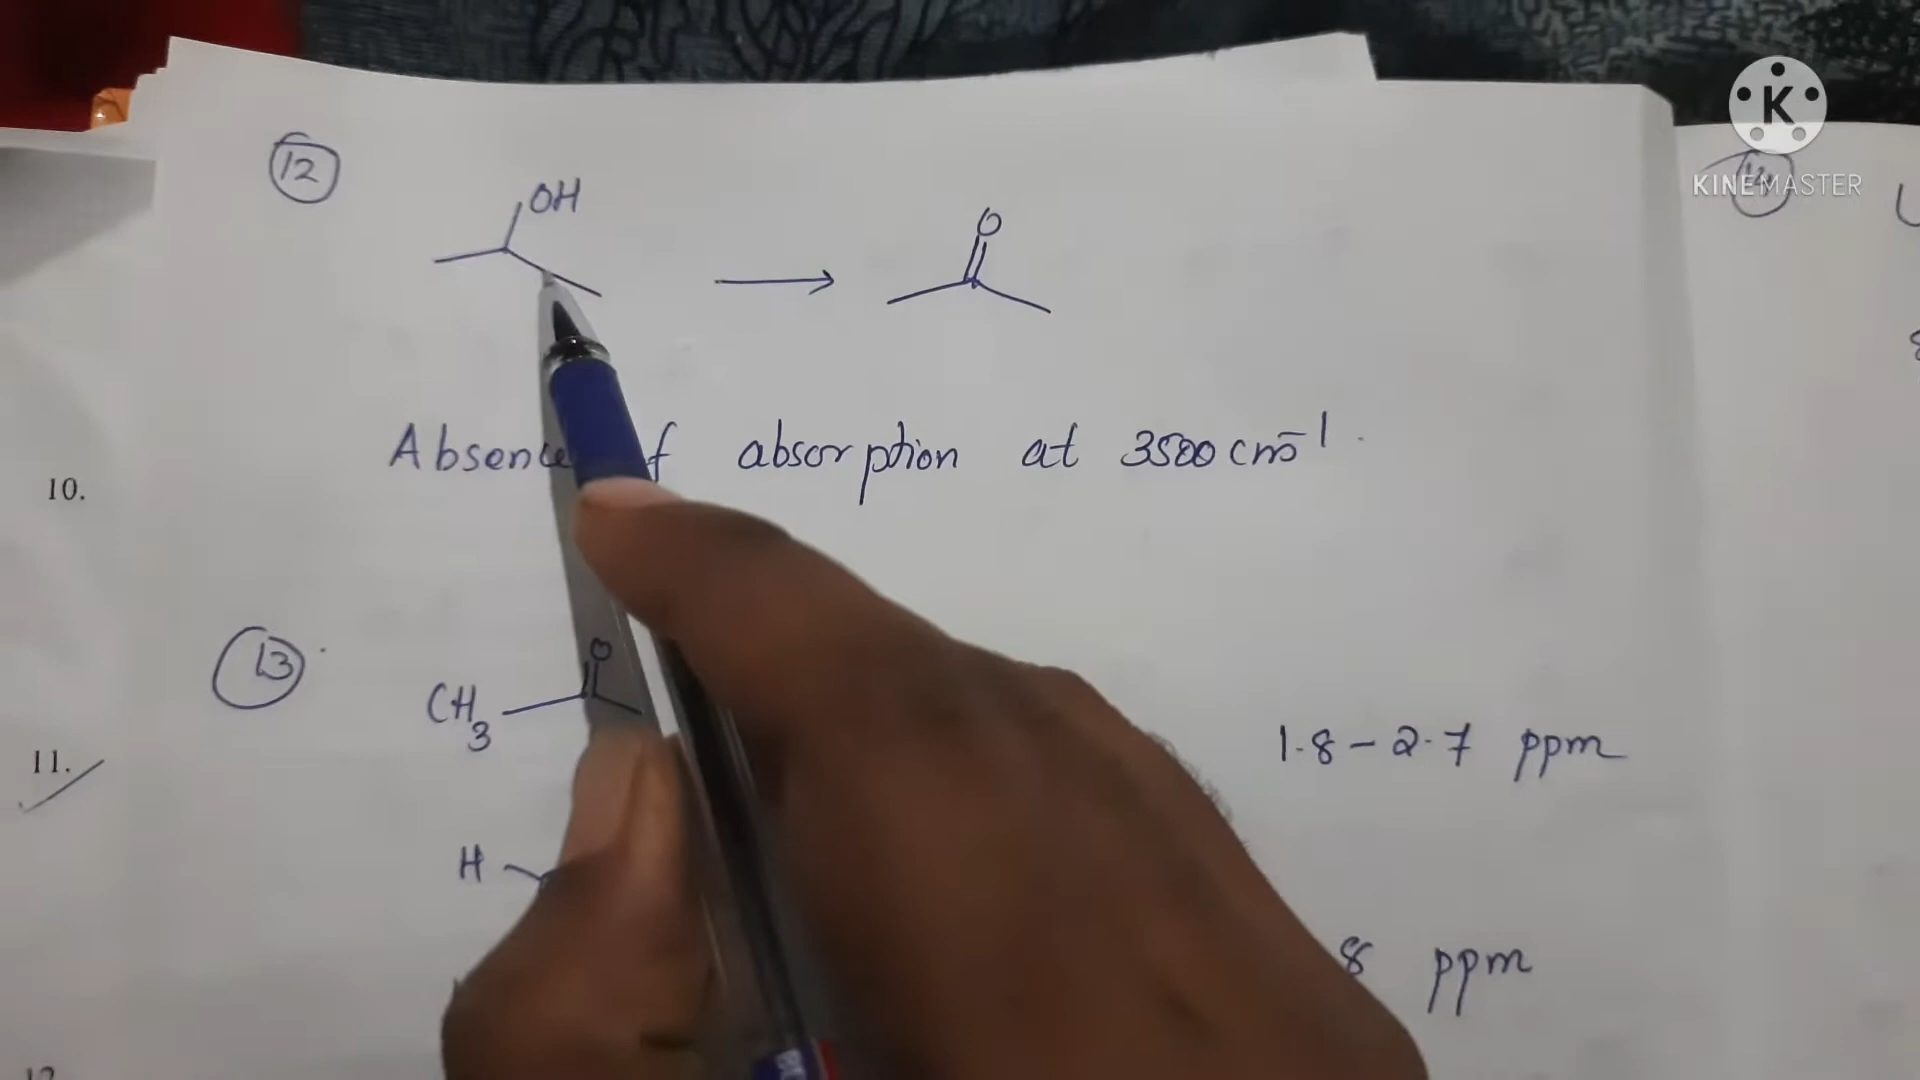 K
KINEMASTER
12
OH
O
Absence f absorption at 3500 cm⁻¹.
10.
13
O
CH3
1.8 - 2.7 ppm
11.
H
8 ppm